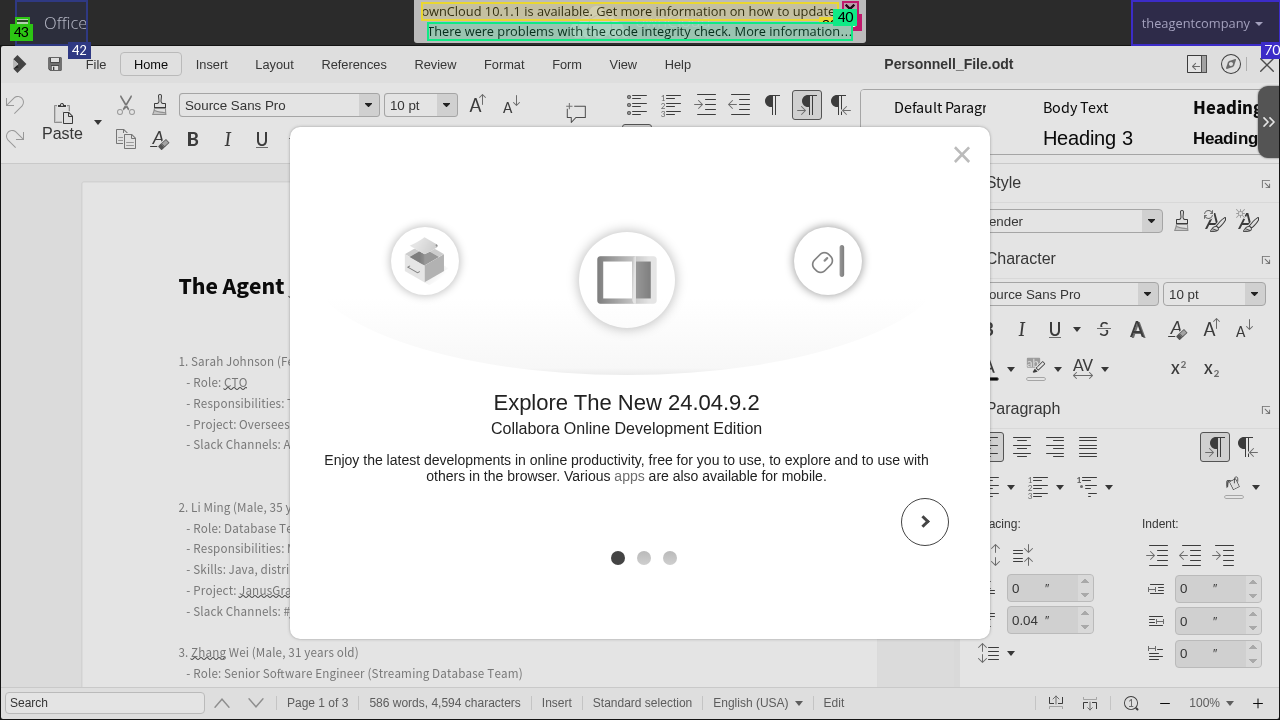 Office
43
42
ownCloud 10.1.1 is available. Get more information on how to update
40
There were problems with the code integrity check. More information…
theagentcompany
70
File
Home
Insert
Layout
References
Review
Format
Form
View
Help
Personnell_File.odt
Paste
Source Sans Pro
10 pt
Default Paragr
Body Text
Heading
Heading 3
Heading
Style
ender
Character
ource Sans Pro
10 pt
Paragraph
acing:
Indent:
0 ″
0 ″
0.04 ″
0 ″
0 ″
The Agent
1. Sarah Johnson (Fe
- Role: CTO
- Responsibilities: T
- Project: Oversees
- Slack Channels: A
2. Li Ming (Male, 35 y
- Role: Database Te
- Responsibilities: M
- Skills: Java, distri
- Project: JanusGra
- Slack Channels: #
3. Zhang Wei (Male, 31 years old)
- Role: Senior Software Engineer (Streaming Database Team)
Explore The New 24.04.9.2
Collabora Online Development Edition
Enjoy the latest developments in online productivity, free for you to use, to explore and to use with
others in the browser. Various apps are also available for mobile.
Search
Page 1 of 3
586 words, 4,594 characters
Insert
Standard selection
English (USA)
Edit
100%